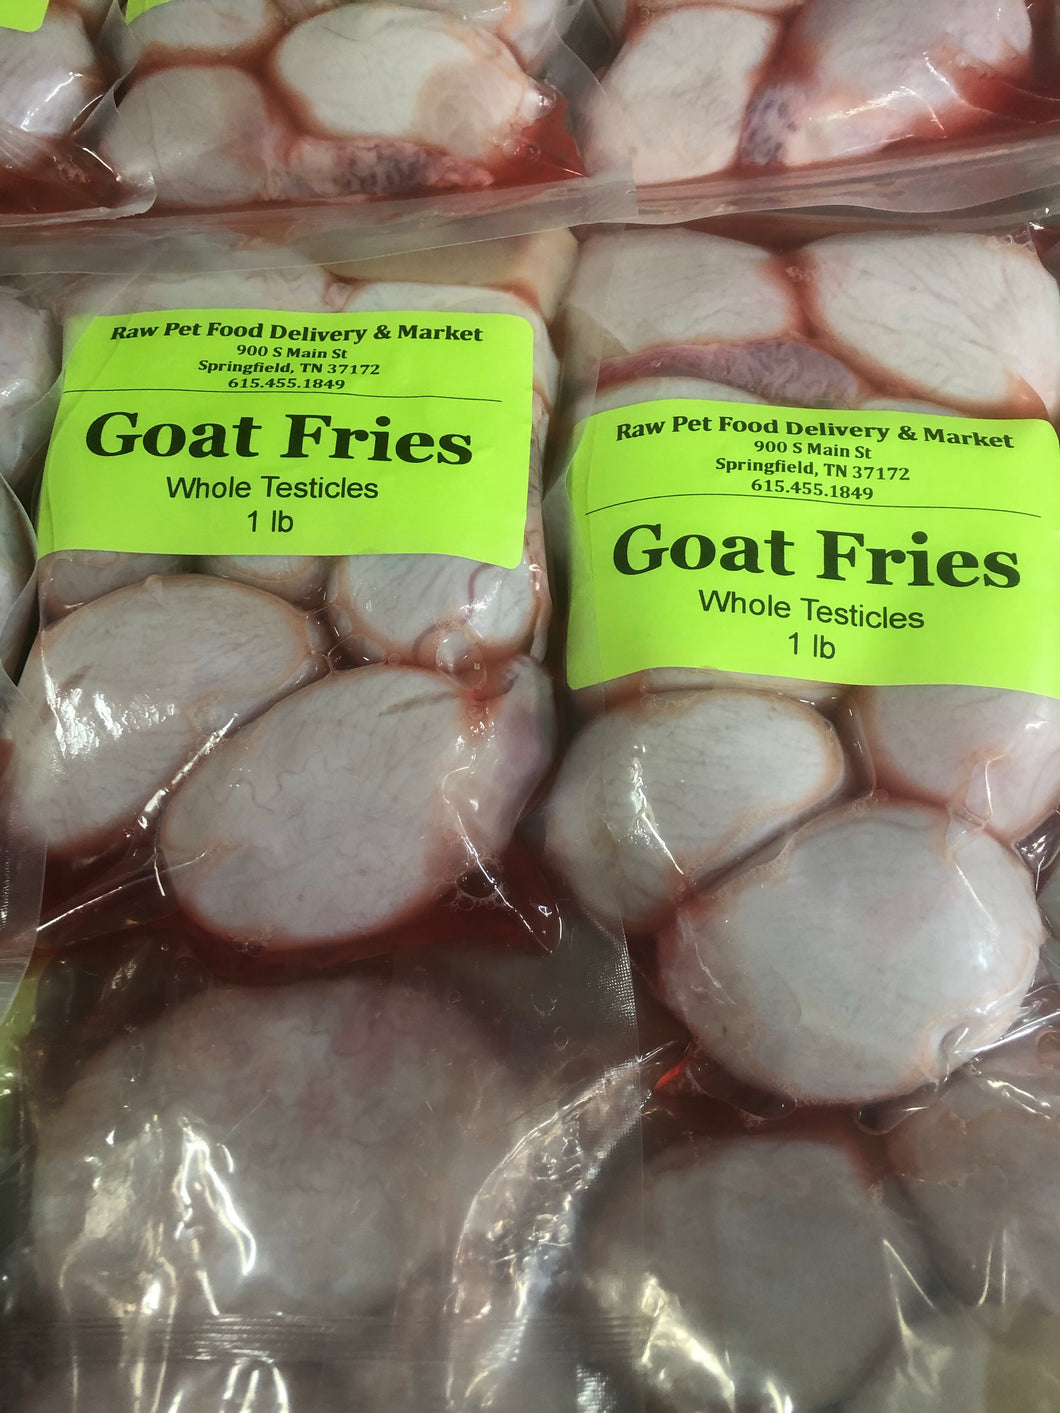 Raw Pet Food Delivery & Market
900 S Main St
Springfield, TN 37172
615.455.1849
Goat Fries
Whole Testicles
1 lb
Raw Pet Food Delivery & Market
900 S Main St
Springfield, TN 37172
615.455.1849
Goat Fries
Whole Testicles
1 lb